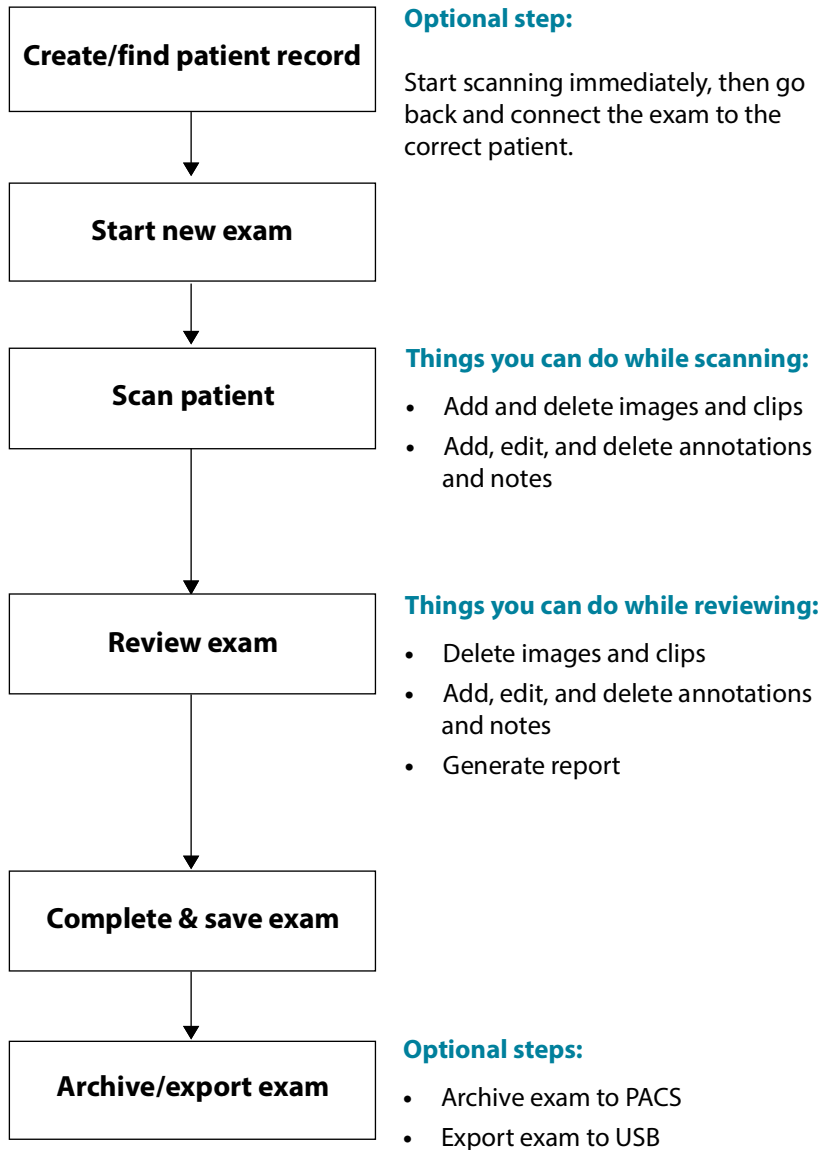 Create/find patient record
Optional step:
Start scanning immediately, then go
back and connect the exam to the
correct patient.
Start new exam
Scan patient
Things you can do while scanning:
• Add and delete images and clips
• Add, edit, and delete annotations
and notes
Review exam
Things you can do while reviewing:
• Delete images and clips
• Add, edit, and delete annotations
and notes
• Generate report
Complete & save exam
Archive/export exam
Optional steps:
• Archive exam to PACS
• Export exam to USB